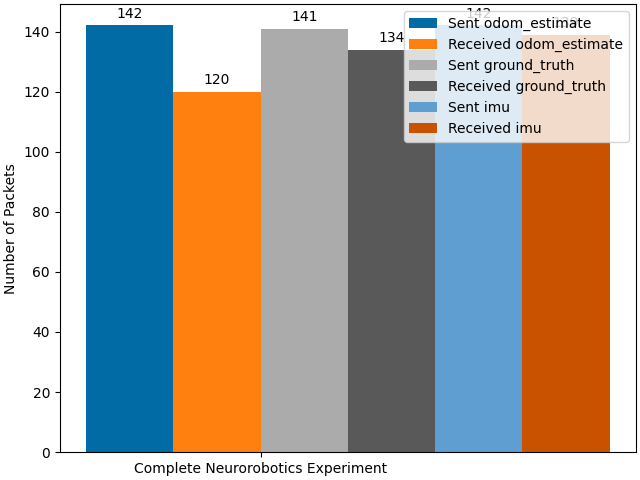 142
120
141
134
142
Sent odom_estimate
Received odom_estimate
Sent ground_truth
Received ground_truth
Sent imu
Received imu
140
120
100
80
60
40
20
0
Number of Packets
Complete Neurorobotics Experiment